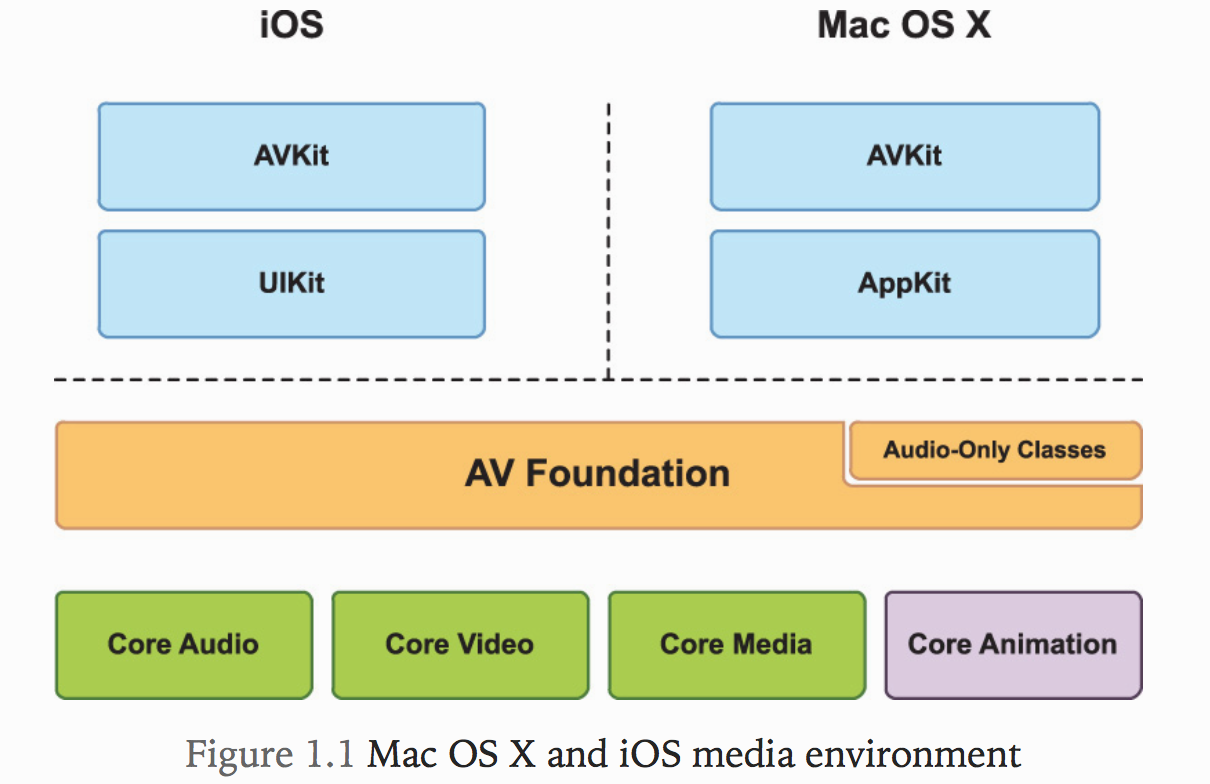 iOS
Mac OS X
AVKit
AVKit
UIKit
AppKit
AV Foundation
Audio-Only Classes
Core Audio
Core Video
Core Media
Core Animation
Figure 1.1 Mac OS X and iOS media environment